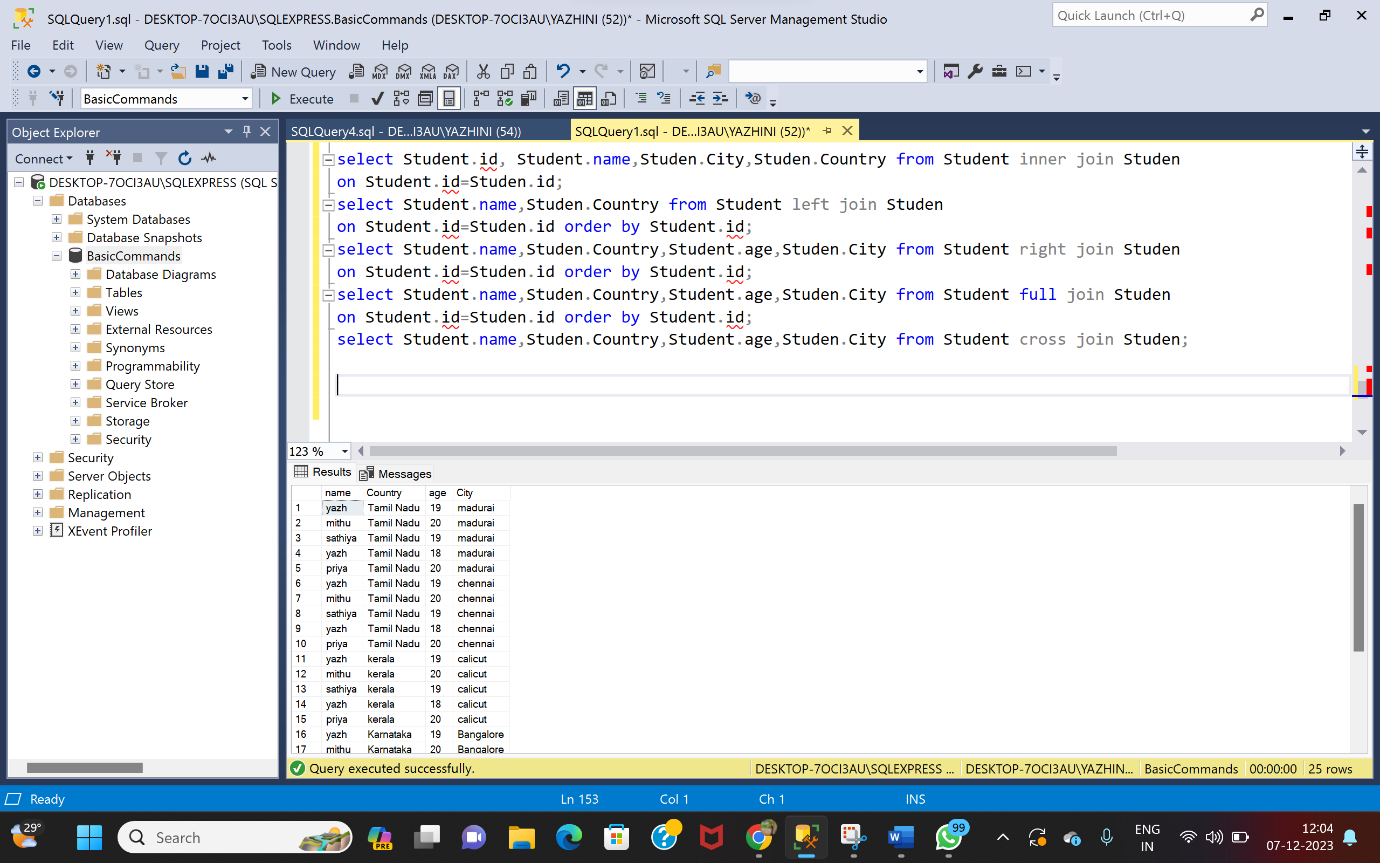 SQLQuery1.sql - DESKTOP-7OCI3AU\SQLEXPRESS.BasicCommands (DESKTOP-7OCI3AU\YAZHINI (52))* - Microsoft SQL Server Management Studio
Quick Launch (Ctrl+Q)
File Edit View Query Project Tools Window Help
New Query MDX DMX XMLA DAX
BasicCommands Execute
Object Explorer
Connect
DESKTOP-7OCI3AU\SQLEXPRESS (SQL S
Databases
System Databases
Database Snapshots
BasicCommands
Database Diagrams
Tables
Views
External Resources
Synonyms
Programmability
Query Store
Service Broker
Storage
Security
Security
Server Objects
Replication
Management
XEvent Profiler
SQLQuery4.sql - DE...I3AU\YAZHINI (54))
SQLQuery1.sql - DE...I3AU\YAZHINI (52))*
select Student.id, Student.name,Studen.City,Studen.Country from Student inner join Studen
on Student.id=Studen.id;
select Student.name,Studen.Country from Student left join Studen
on Student.id=Studen.id order by Student.id;
select Student.name,Studen.Country,Student.age,Studen.City from Student right join Studen
on Student.id=Studen.id order by Student.id;
select Student.name,Studen.Country,Student.age,Studen.City from Student full join Studen
on Student.id=Studen.id order by Student.id;
select Student.name,Studen.Country,Student.age,Studen.City from Student cross join Studen;
123 %
Results Messages
name Country age City
1 yazh Tamil Nadu 19 madurai
2 mithu Tamil Nadu 20 madurai
3 sathiya Tamil Nadu 19 madurai
4 yazh Tamil Nadu 18 madurai
5 priya Tamil Nadu 20 madurai
6 yazh Tamil Nadu 19 chennai
7 mithu Tamil Nadu 20 chennai
8 sathiya Tamil Nadu 19 chennai
9 yazh Tamil Nadu 18 chennai
10 priya Tamil Nadu 20 chennai
11 yazh kerala 19 calicut
12 mithu kerala 20 calicut
13 sathiya kerala 19 calicut
14 yazh kerala 18 calicut
15 priya kerala 20 calicut
16 yazh Karnataka 19 Bangalore
17 mithu Karnataka 20 Bangalore
Query executed successfully. DESKTOP-7OCI3AU\SQLEXPRESS ... DESKTOP-7OCI3AU\YAZHIN... BasicCommands 00:00:00 25 rows
Ready Ln 153 Col 1 Ch 1 INS
29° Search PRE 99 ENG IN 12:04
07-12-2023